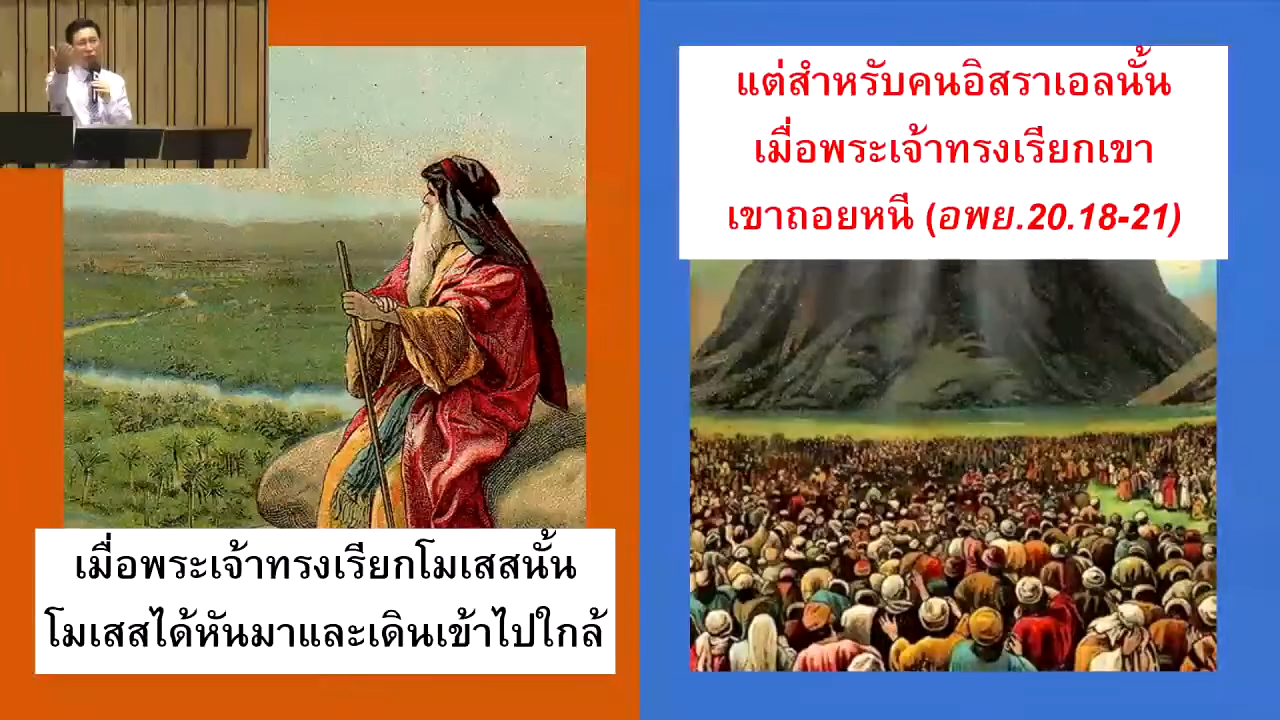 เมื่อพระเจ้าทรงเรียกโมเสสนั้น
โมเสสได้หันมาและเดินเข้าไปใกล้
แต่สำหรับคนอิสราเอลนั้น
เมื่อพระเจ้าทรงเรียกเขา
เขาถอยหนี (อพย.20.18-21)